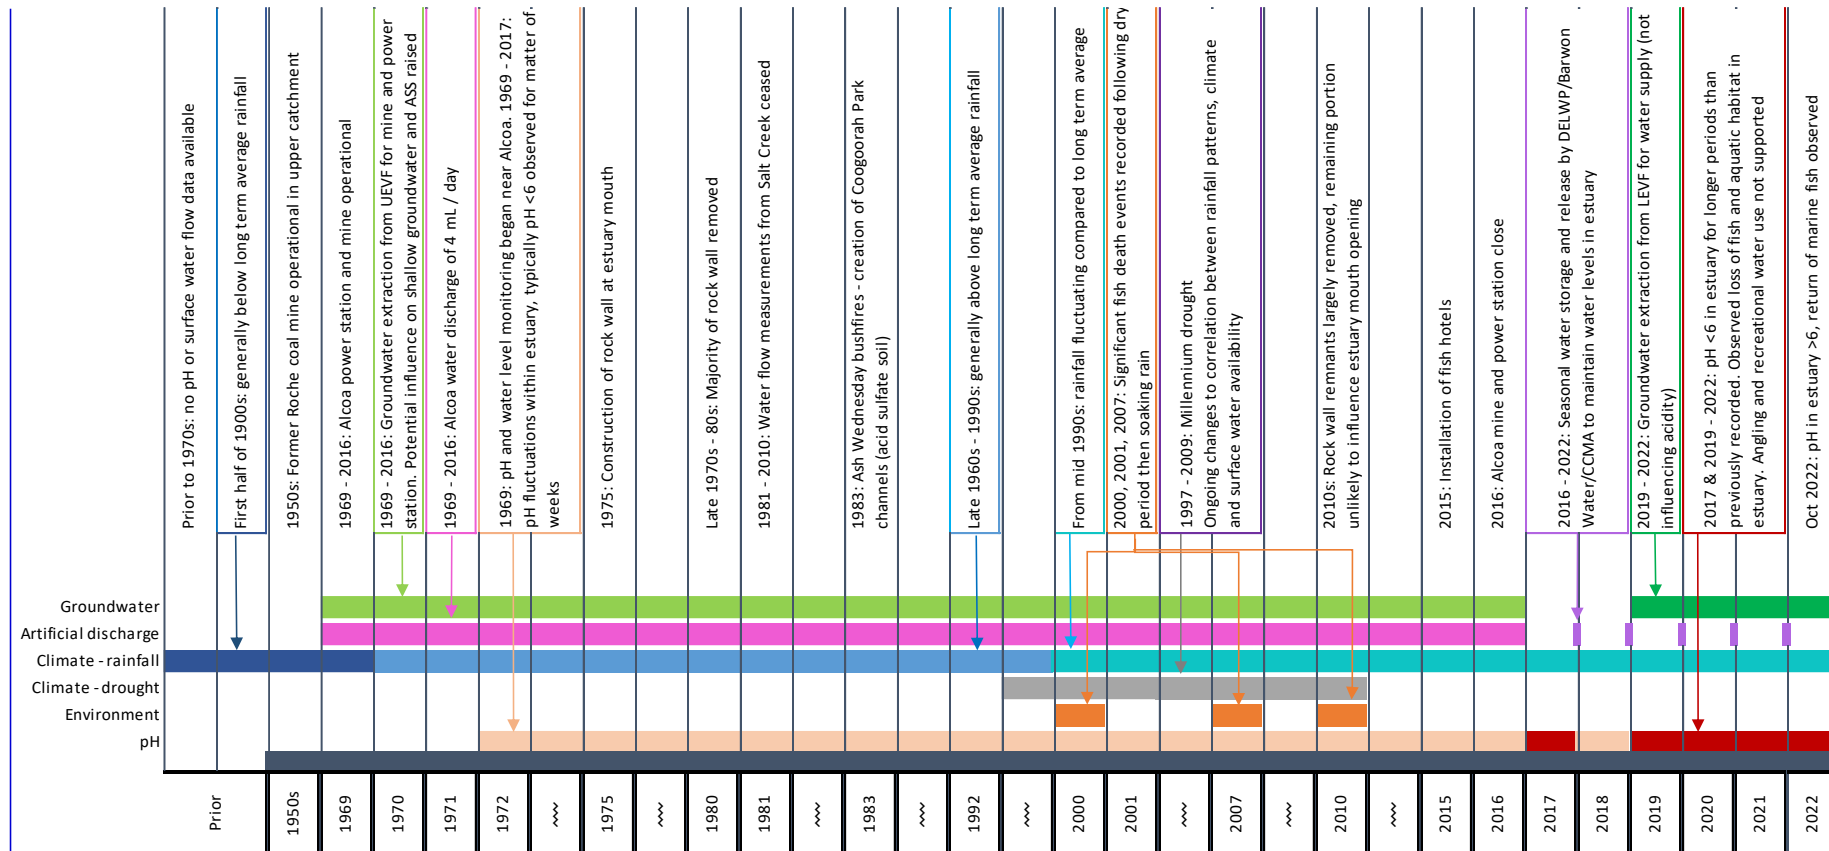 Prior to 1970s: no pH or surface water flow data available
First half of 1900s: generally below long term average rainfall
1950s: Former Roche coal mine operational in upper catchment
1969 - 2016: Alcoa power station and mine operational
1969 - 2016: Groundwater extraction from UEVF for mine and power
station. Potential influence on shallow groundwater and ASS raised
1969 - 2016: Alcoa water discharge of 4 mL / day
1969: pH and water level monitoring began near Alcoa. 1969 - 2017:
pH fluctuations within estuary, typically pH <6 observed for matter of
weeks
1975: Construction of rock wall at estuary mouth
Late 1970s - 80s: Majority of rock wall removed
1981 - 2010: Water flow measurements from Salt Creek ceased
1983: Ash Wednesday bushfires - creation of Coogoorah Park
channels (acid sulfate soil)
Late 1960s - 1990s: generally above long term average rainfall
From mid 1990s: rainfall fluctuating compared to long term average
2000, 2001, 2007: Significant fish death events recorded following dry
period then soaking rain
1997 - 2009: Millennium drought
Ongoing changes to correlation between rainfall patterns, climate
and surface water availability
2010s: Rock wall remnants largely removed, remaining portion
unlikely to influence estuary mouth opening
2015: Installation of fish hotels
2016: Alcoa mine and power station close
2016 - 2022: Seasonal water storage and release by DELWP/Barwon
Water/CCMA to maintain water levels in estuary
2019 - 2022: Groundwater extraction from LEVF for water supply (not
influencing acidity)
2017 & 2019 - 2022: pH <6 in estuary for longer periods than
previously recorded. Observed loss of fish and aquatic habitat in
estuary. Angling and recreational water use not supported
Oct 2022: pH in estuary >6, return of marine fish observed
Groundwater
Artificial discharge
Climate - rainfall
Climate - drought
Environment
pH
Prior
1950s
1969
1970
1971
1972
1975
1980
1981
1983
1992
2000
2001
2007
2010
2015
2016
2017
2018
2019
2020
2021
2022